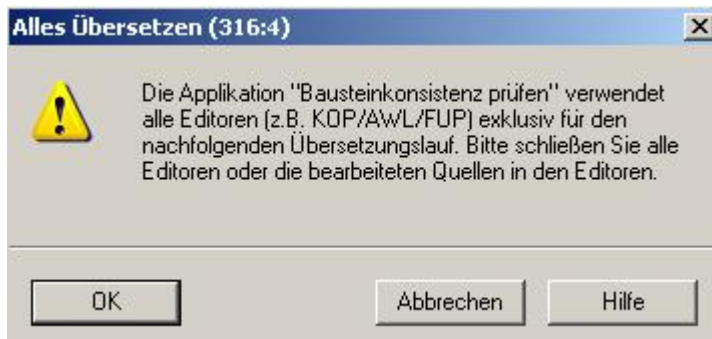 Alles Übersetzen (316:4)
Die Applikation "Bausteinkonsistenz prüfen" verwendet
alle Editoren (z.B. KOP/AWL/FUP) exklusiv für den
nachfolgenden Übersetzungslauf. Bitte schließen Sie alle
Editoren oder die bearbeiteten Quellen in den Editoren.
OK Abbrechen Hilfe